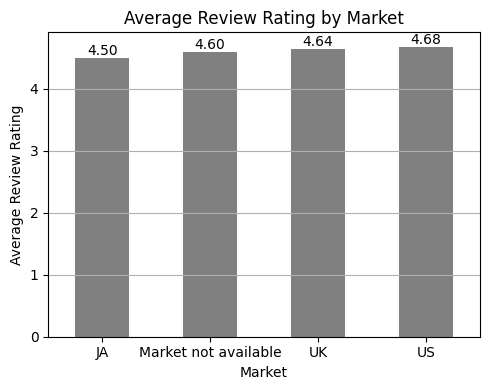 Average Review Rating by Market
4.50
4.60
4.64
4.68
Average Review Rating
4
3
2
1
0
JA
Market not available
UK
US
Market